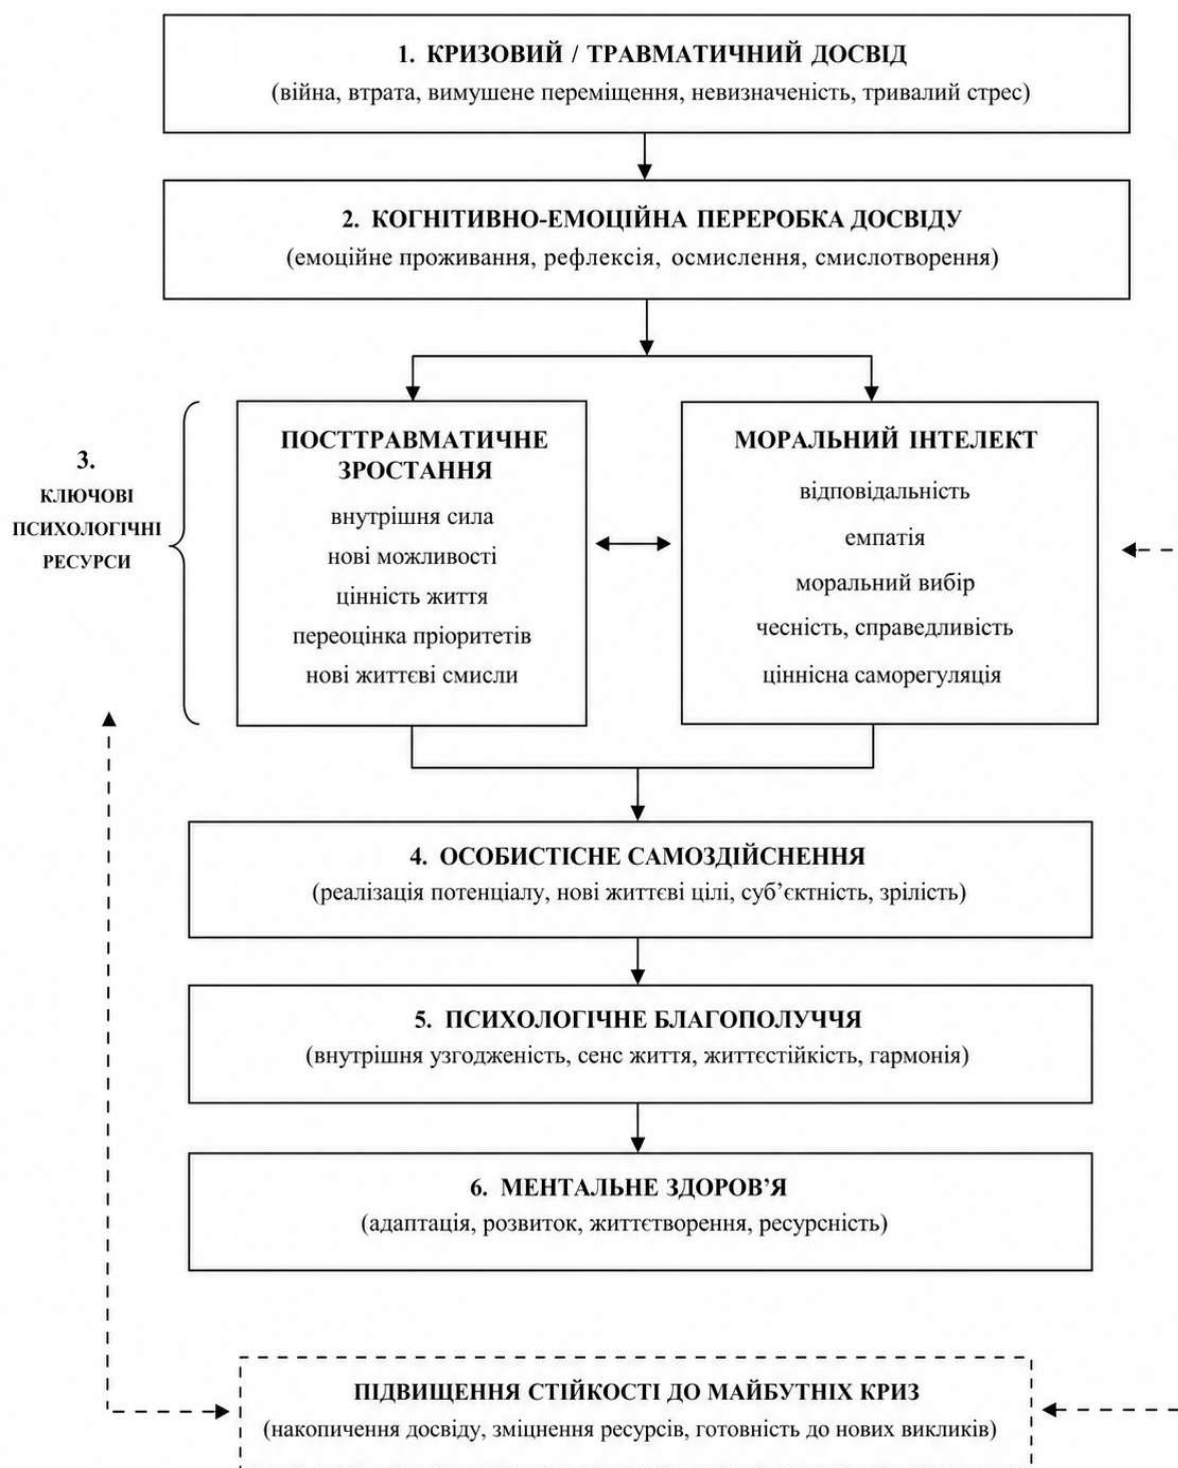 1. КРИЗОВИЙ / ТРАВМАТИЧНИЙ ДОСВІД
(війна, втрата, вимушене переміщення, невизначеність, тривалий стрес)
2. КОГНІТИВНО-ЕМОЦІЙНА ПЕРЕРОБКА ДОСВІДУ
(емоційне проживання, рефлексія, осмислення, смислотворення)
3.
КЛЮЧОВІ
ПСИХОЛОГІЧНІ
РЕСУРСИ
ПОСТТРАВМАТИЧНЕ
ЗРОСТАННЯ
внутрішня сила
нові можливості
цінність життя
переоцінка пріоритетів
нові життєві смисли
МОРАЛЬНИЙ ІНТЕЛЕКТ
відповідальність
емпатія
моральний вибір
чесність, справедливість
ціннісна саморегуляція
4. ОСОБИСТІСНЕ САМОЗДІЙСНЕННЯ
(реалізація потенціалу, нові життєві цілі, суб’єктність, зрілість)
5. ПСИХОЛОГІЧНЕ БЛАГОПОЛУЧЧЯ
(внутрішня узгодженість, сенс життя, життєстійкість, гармонія)
6. МЕНТАЛЬНЕ ЗДОРОВ’Я
(адаптація, розвиток, життєтворення, ресурсність)
ПІДВИЩЕННЯ СТІЙКОСТІ ДО МАЙБУТНІХ КРИЗ
(накопичення досвіду, зміцнення ресурсів, готовність до нових викликів)